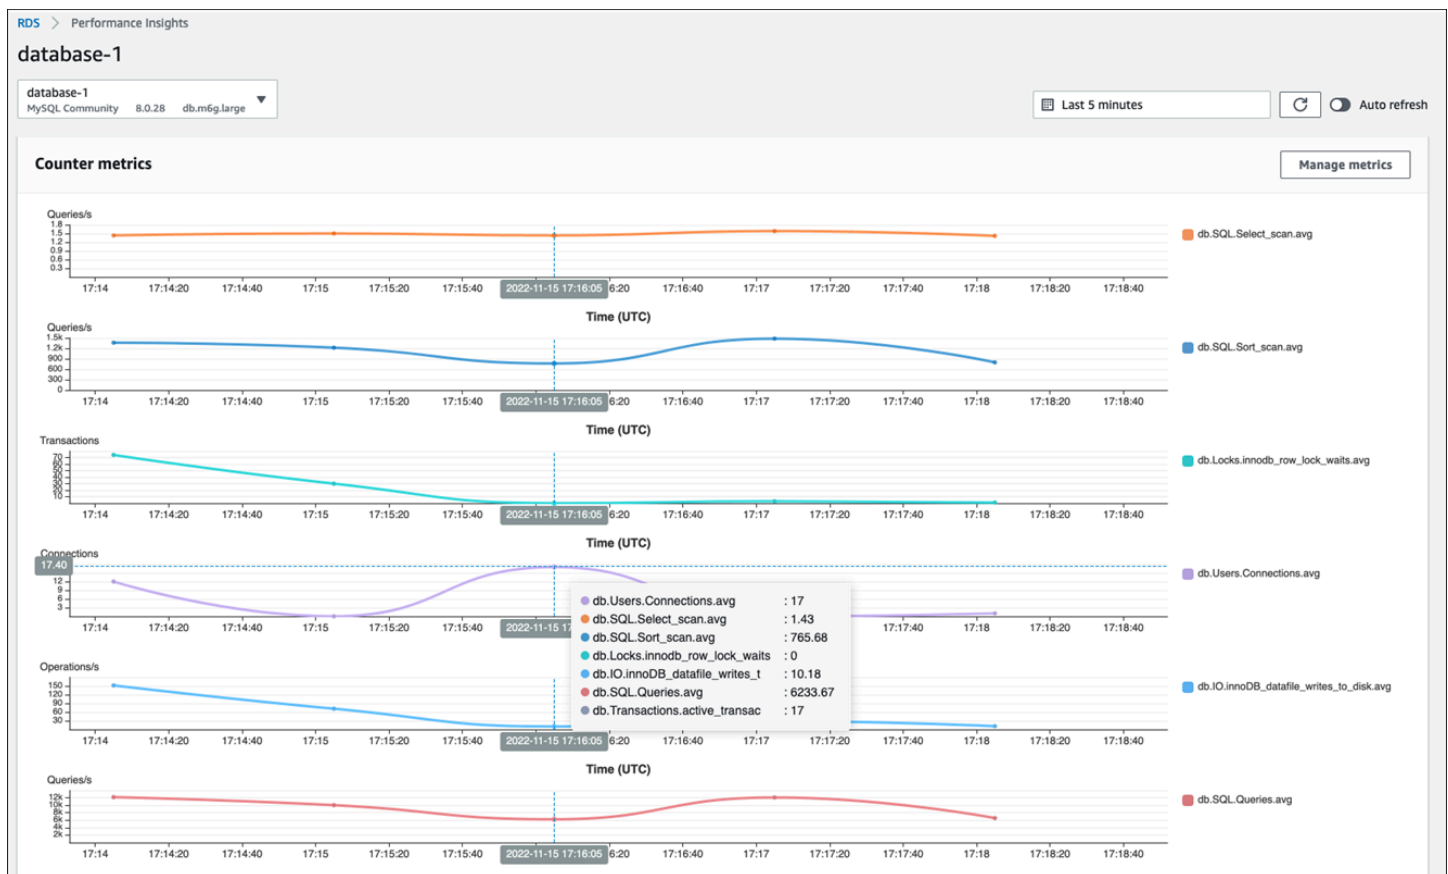 RDS > Performance Insights
database-1
database-1
MySQL Community 8.0.28 db.m6g.large
Last 5 minutes
Auto refresh
Counter metrics
Manage metrics
Queries/s
1.8
1.5
1.2
0.9
0.6
0.3
17:14 17:14:20 17:14:40 17:15 17:15:20 17:15:40 2022-11-15 17:16:05 6:20 17:16:40 17:17 17:17:20 17:17:40 17:18 17:18:20 17:18:40
Time (UTC)
db.SQL.Select_scan.avg
Queries/s
1.5k
1.2k
900
600
300
0
17:14 17:14:20 17:14:40 17:15 17:15:20 17:15:40 2022-11-15 17:16:05 6:20 17:16:40 17:17 17:17:20 17:17:40 17:18 17:18:20 17:18:40
Time (UTC)
db.SQL.Sort_scan.avg
Transactions
70
60
50
40
30
20
10
17:14 17:14:20 17:14:40 17:15 17:15:20 17:15:40 2022-11-15 17:16:05 6:20 17:16:40 17:17 17:17:20 17:17:40 17:18 17:18:20 17:18:40
Time (UTC)
db.Locks.innodb_row_lock_waits.avg
Connections
17.40
12
9
6
3
17:14 17:14:20 17:14:40 17:15 17:15:20 17:15:40 2022-11-15 17 17:17:40 17:18 17:18:20 17:18:40
db.Users.Connections.avg
db.Users.Connections.avg : 17
db.SQL.Select_scan.avg : 1.43
db.SQL.Sort_scan.avg : 765.68
db.Locks.innodb_row_lock_waits : 0
db.IO.innoDB_datafile_writes_t : 10.18
db.SQL.Queries.avg : 6233.67
db.Transactions.active_transac : 17
Operations/s
150
120
90
60
30
17:14 17:14:20 17:14:40 17:15 17:15:20 17:15:40 2022-11-15 17:16:05 6:20 17:16:40 17:17 17:17:20 17:17:40 17:18 17:18:20 17:18:40
Time (UTC)
db.IO.innoDB_datafile_writes_to_disk.avg
Queries/s
12k
10k
8k
6k
4k
2k
17:14 17:14:20 17:14:40 17:15 17:15:20 17:15:40 2022-11-15 17:16:05 6:20 17:16:40 17:17 17:17:20 17:17:40 17:18 17:18:20 17:18:40
db.SQL.Queries.avg